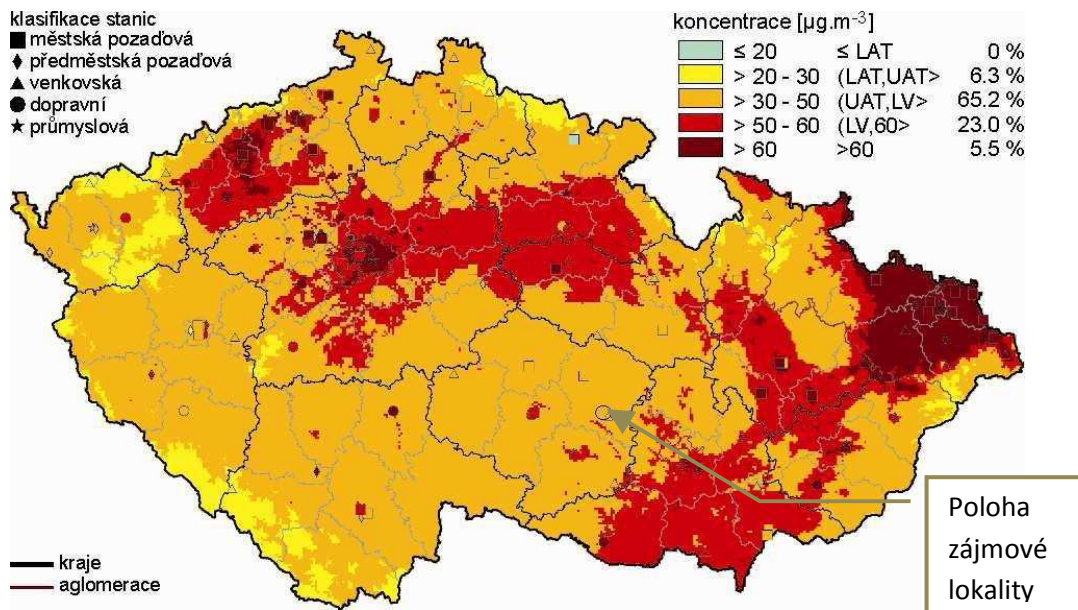 klasifikace stanic
městská pozaďová
předměstská pozaďová
venkovská
dopravní
průmyslová
koncentrace [µg.m⁻³]
≤ 20 ≤ LAT 0 %
> 20 - 30 (LAT,UAT> 6.3 %
> 30 - 50 (UAT,LV> 65.2 %
> 50 - 60 (LV,60> 23.0 %
> 60 >60 5.5 %
Poloha
zájmové
lokality
kraje
aglomerace